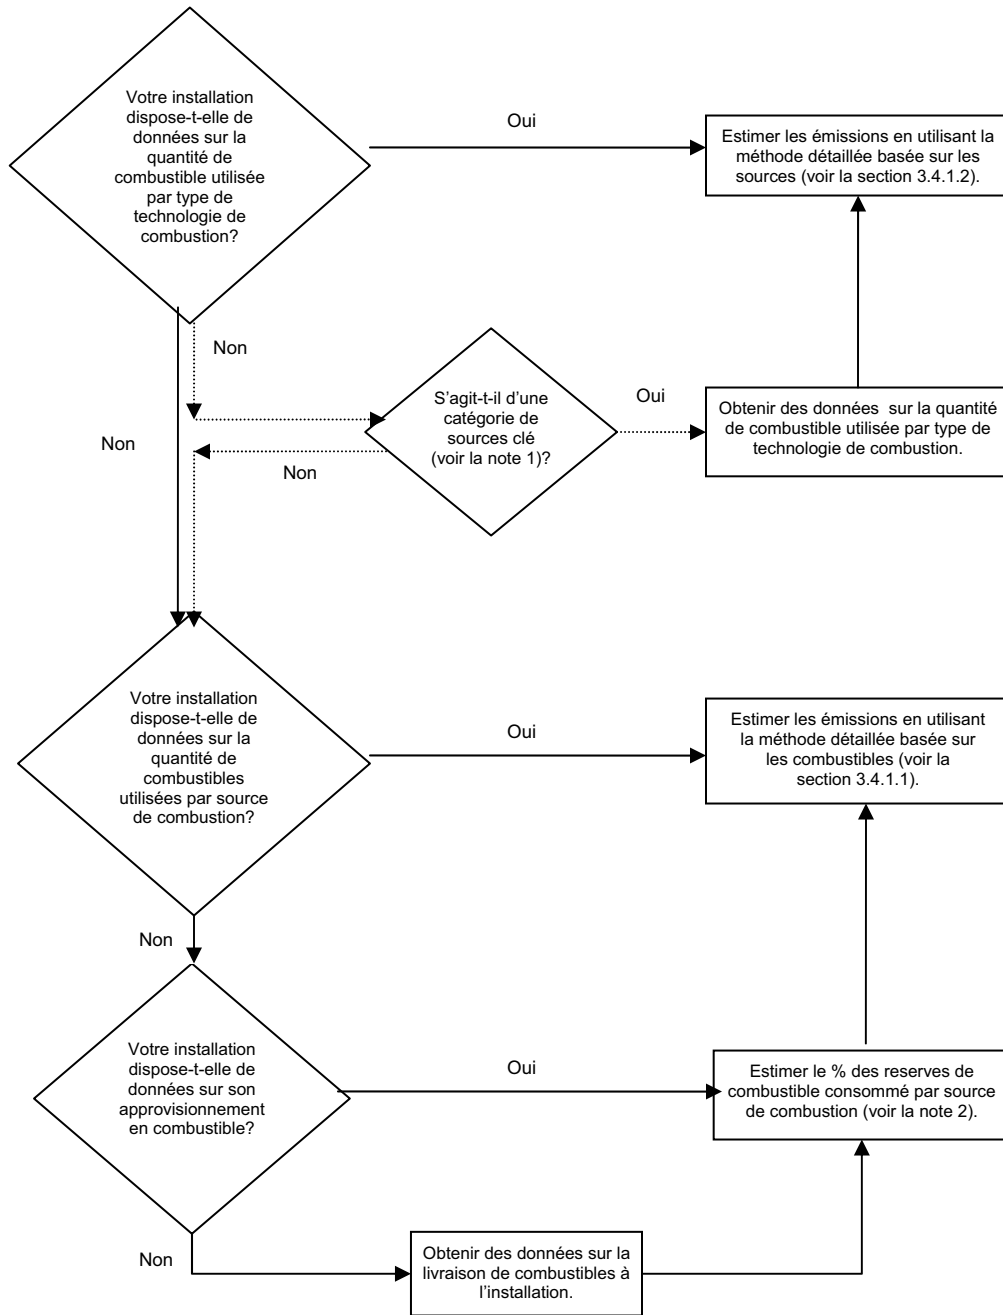 Votre installation
dispose-t-elle de
données sur la
quantité de
combustible utilisée
par type de
technologie de
combustion?
Oui
Estimer les émissions en utilisant la
méthode détaillée basée sur les
sources (voir la section 3.4.1.2).
Non
Non
S'agit-t-il d'une
catégorie de
sources clé
(voir la note 1)?
Oui
Obtenir des données sur la quantité
de combustible utilisée par type de
technologie de combustion.
Non
Votre installation
dispose-t-elle de
données sur la
quantité de
combustibles
utilisées par source
de combustion?
Oui
Estimer les émissions en utilisant
la méthode détaillée basée sur
les combustibles (voir la
section 3.4.1.1).
Non
Votre installation
dispose-t-elle de
données sur son
approvisionnement
en combustible?
Oui
Estimer le % des reserves de
combustible consommé par source
de combustion (voir la note 2).
Non
Obtenir des données sur la
livraison de combustibles à
l'installation.